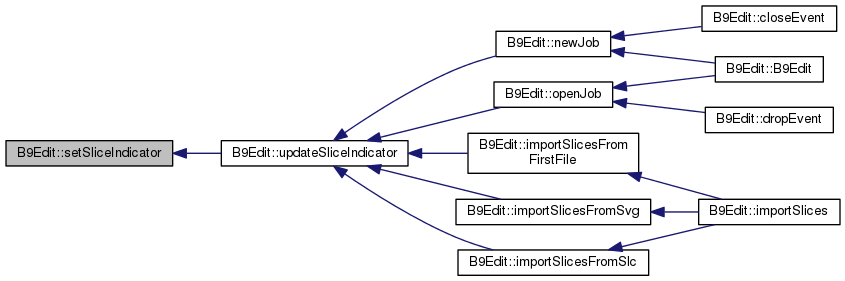 B9Edit::setSliceIndicator
B9Edit::updateSliceIndicator
B9Edit::newJob
B9Edit::closeEvent
B9Edit::B9Edit
B9Edit::openJob
B9Edit::dropEvent
B9Edit::importSlicesFrom
FirstFile
B9Edit::importSlices
B9Edit::importSlicesFromSvg
B9Edit::importSlicesFromSlc